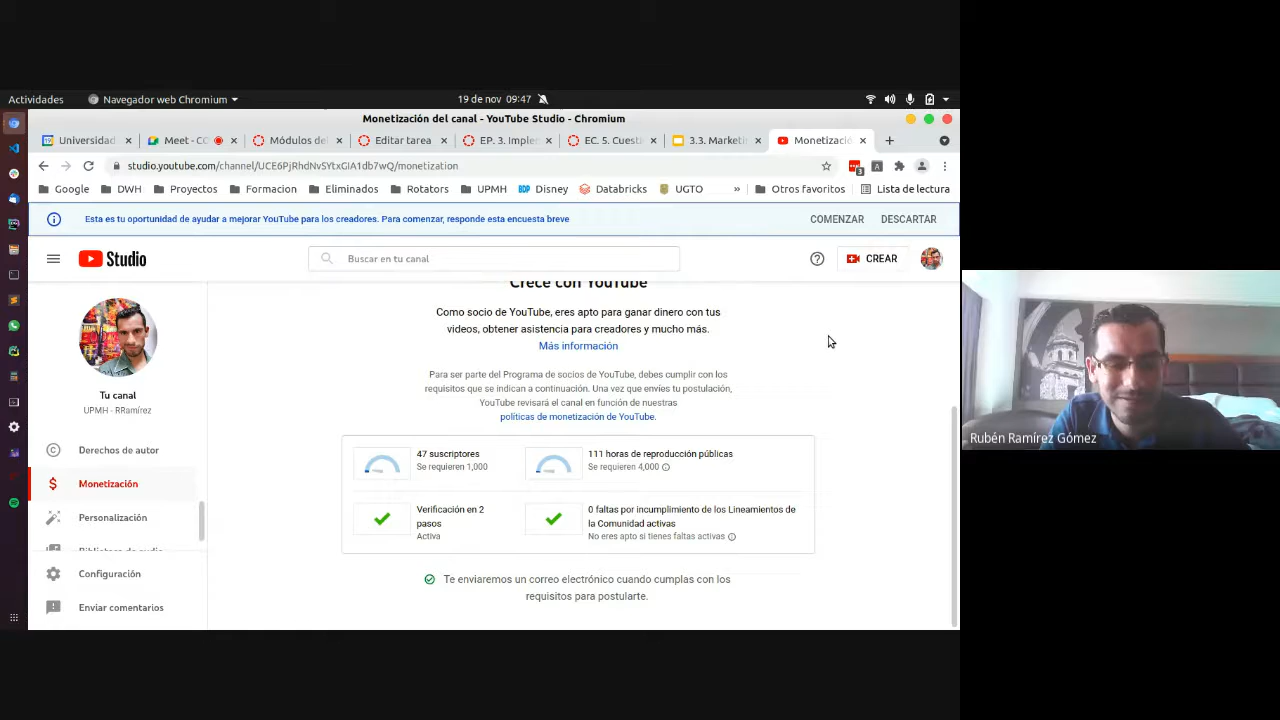 Actividades
Navegador web Chromium
19 de nov 09:47
Monetización del canal - YouTube Studio - Chromium
Universidad
Meet - CC
Módulos del
Editar tarea
EP. 3. Implem
EC. 5. Cuesti
3.3. Marketin
Monetizació
studio.youtube.com/channel/UCE6PjRhdNvSYtxGIA1db7wQ/monetization
3
Google
DWH
Proyectos
Formacion
Eliminados
Rotators
UPMH
Disney
Databricks
UGTO
»
Otros favoritos
Lista de lectura
Esta es tu oportunidad de ayudar a mejorar YouTube para los creadores. Para comenzar, responde esta encuesta breve
COMENZAR
DESCARTAR
Studio
Buscar en tu canal
CREAR
Crece con YouTube
Como socio de YouTube, eres apto para ganar dinero con tus
videos, obtener asistencia para creadores y mucho más.
Más información
Para ser parte del Programa de socios de YouTube, debes cumplir con los
requisitos que se indican a continuación. Una vez que envíes tu postulación,
YouTube revisará el canal en función de nuestras
políticas de monetización de YouTube.
Tu canal
UPMH - RRamírez
Derechos de autor
Monetización
Personalización
Biblioteca de audio
Configuración
Enviar comentarios
47 suscriptores
Se requieren 1,000
111 horas de reproducción públicas
Se requieren 4,000
Verificación en 2
pasos
Activa
0 faltas por incumplimiento de los Lineamientos de
la Comunidad activas
No eres apto si tienes faltas activas
Te enviaremos un correo electrónico cuando cumplas con los
requisitos para postularte.
Rubén Ramírez Gómez